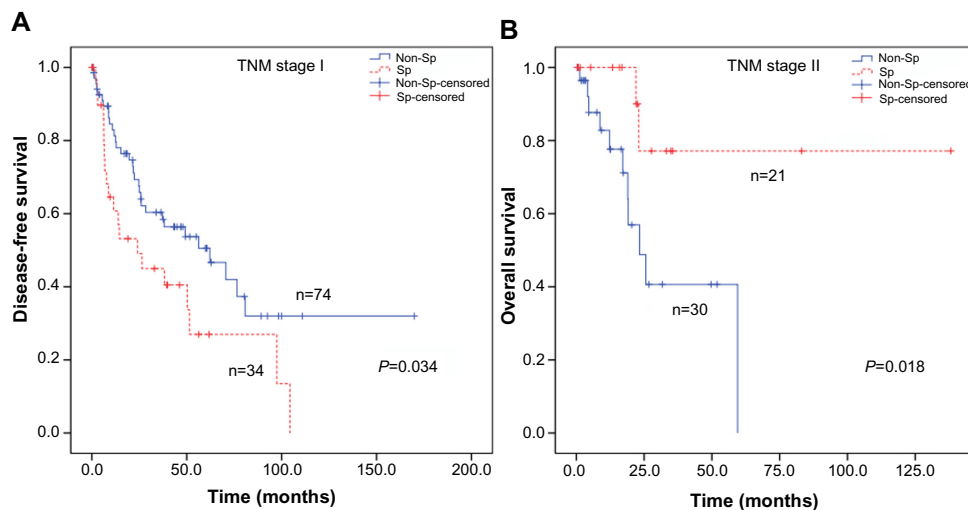 A
TNM stage I
Non-Sp
Sp
Non-Sp-censored
Sp-censored
Disease-free survival
1.0
0.8
0.6
0.4
0.2
0.0
n=74
n=34
P=0.034
0.0 50.0 100.0 150.0 200.0
Time (months)
B
TNM stage II
Non-Sp
Sp
Non-Sp-censored
Sp-censored
Overall survival
1.0
0.8
0.6
0.4
0.2
0.0
n=21
n=30
P=0.018
0.0 25.0 50.0 75.0 100.0 125.0
Time (months)